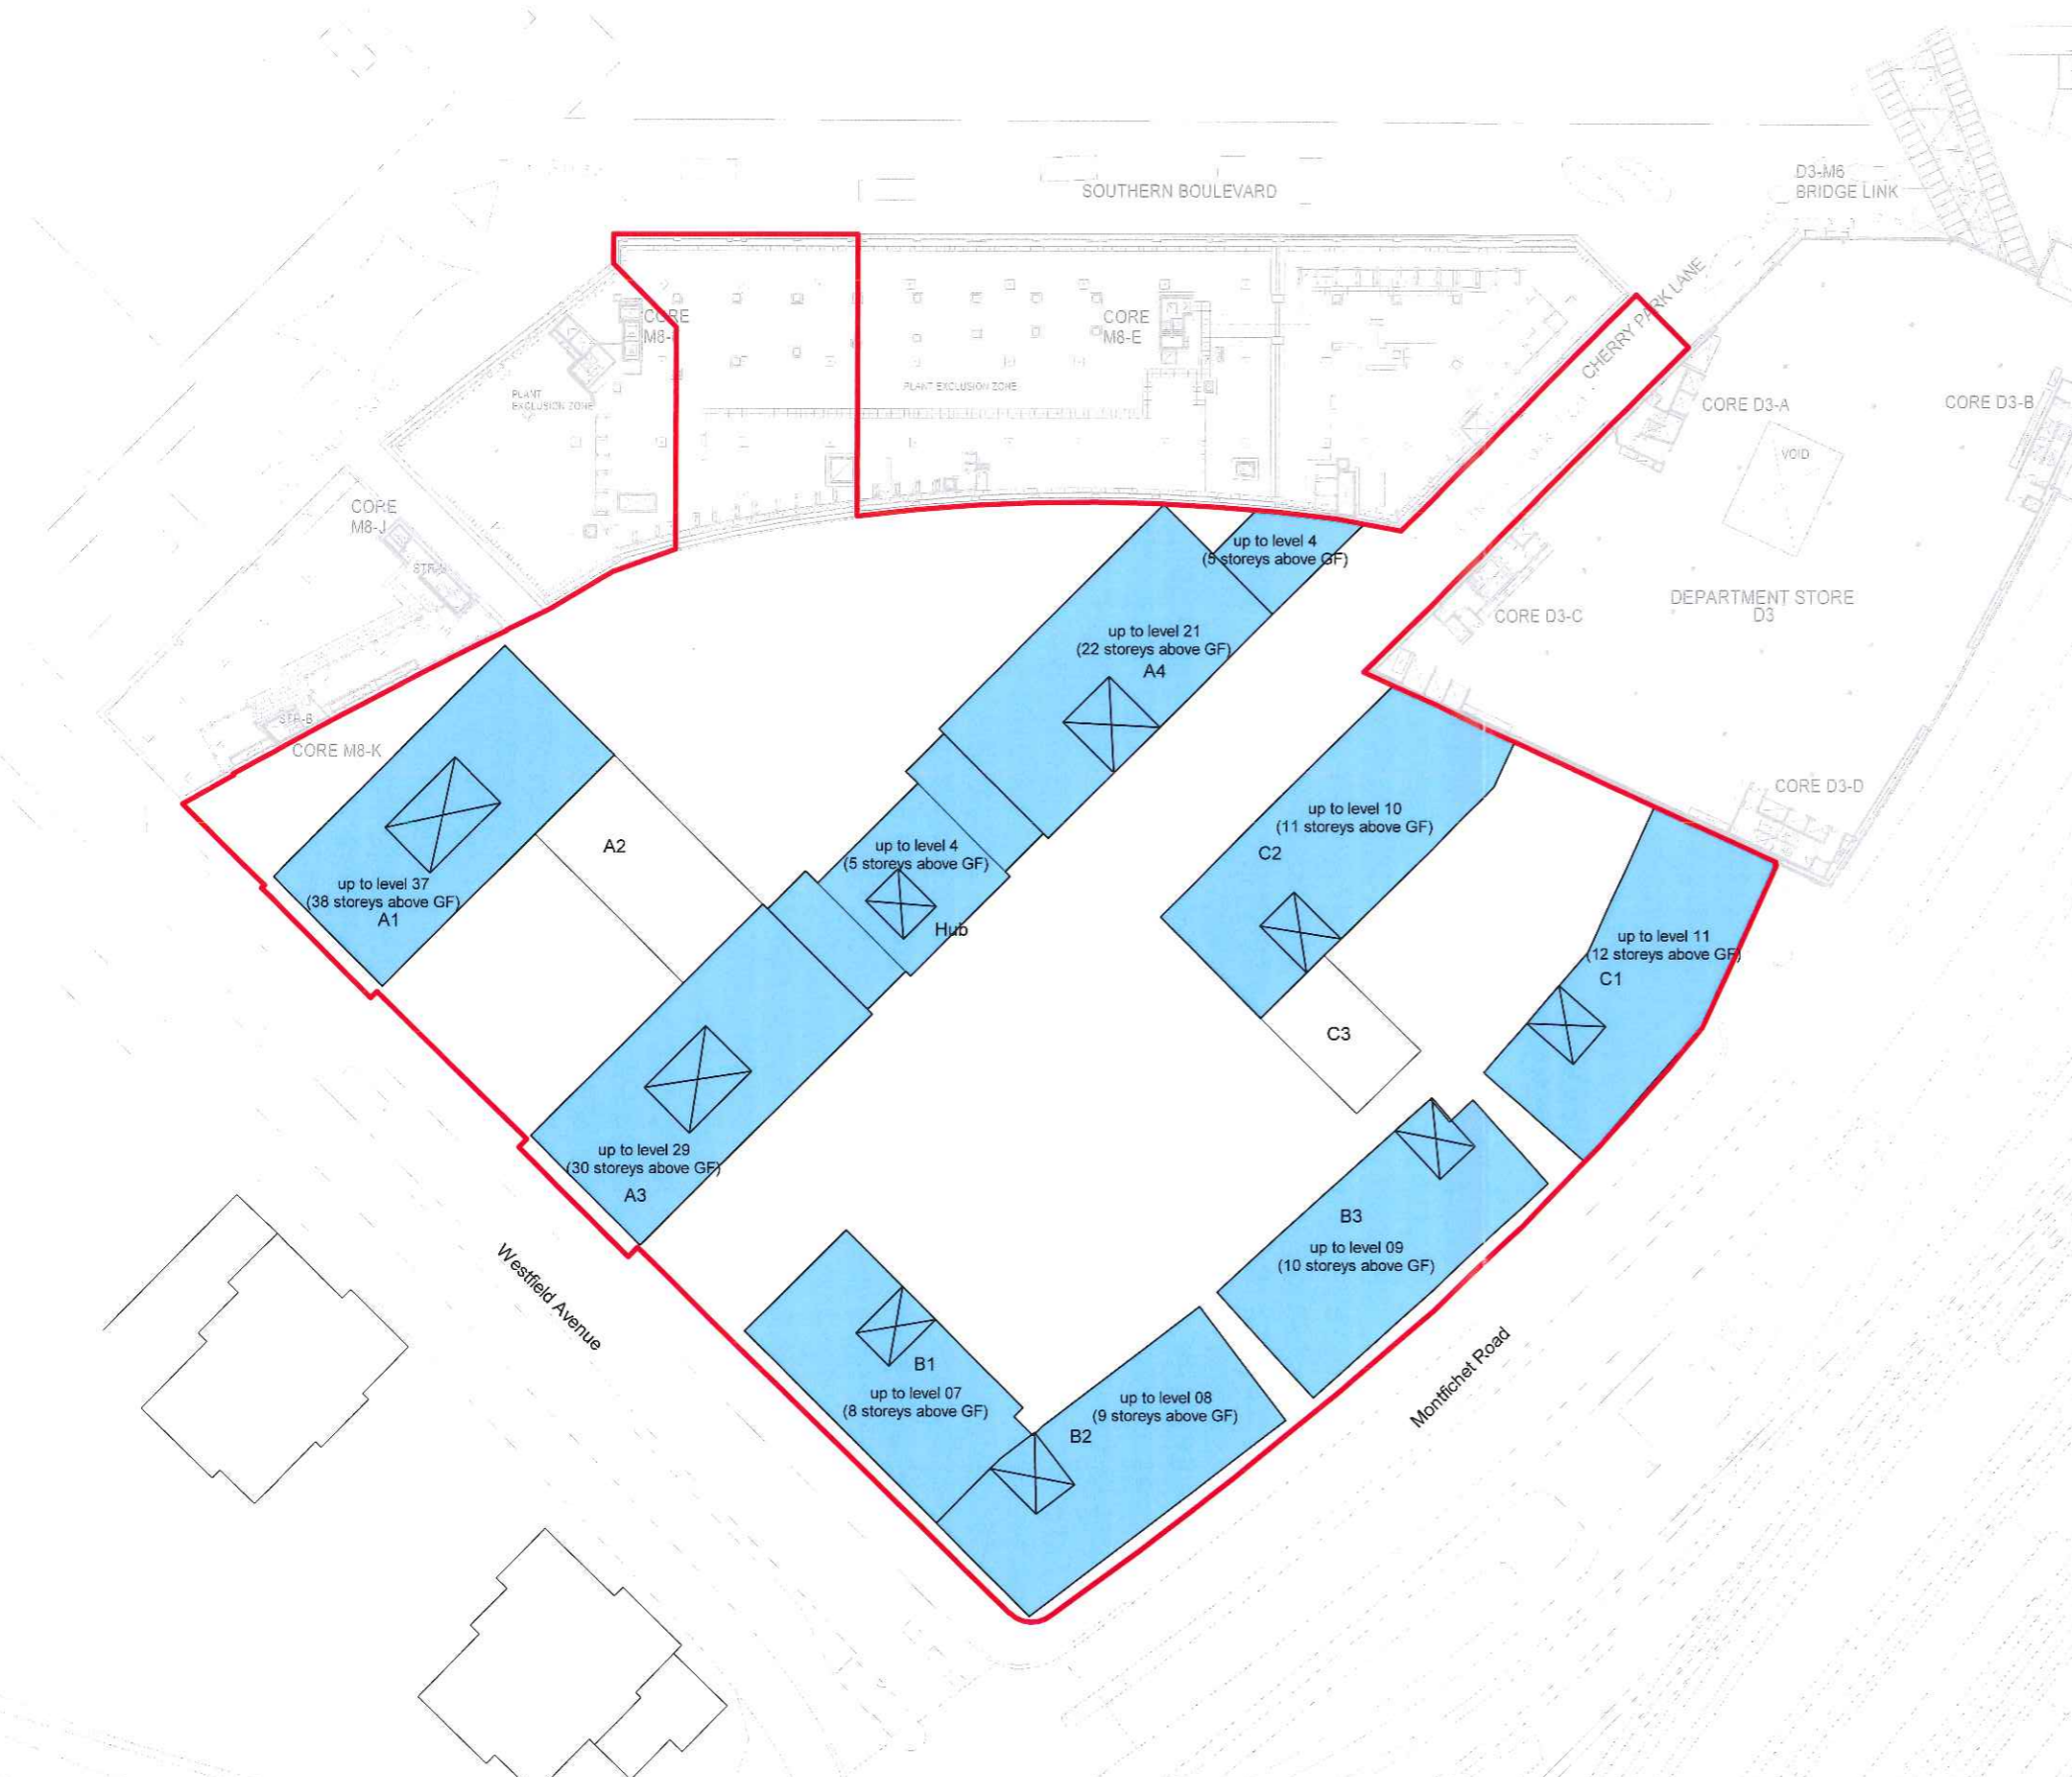 SOUTHERN BOULEVARD
D3-M6
BRIDGE LINK
CHERRY PARK LANE
CORE
M8-
CORE
M8-E
PLANT EXCLUSION ZONE
PLANT
EXCLUSION ZONE
CORE D3-A
CORE D3-B
VOID
CORE
M8-J
STR-
up to level 4
(5 storeys above GF)
DEPARTMENT STORE
D3
CORE D3-C
up to level 21
(22 storeys above GF)
A4
STR-B
CORE M8-K
CORE D3-D
up to level 10
(11 storeys above GF)
C2
A2
up to level 4
(5 storeys above GF)
Hub
up to level 37
(38 storeys above GF)
A1
up to level 11
(12 storeys above GF)
C1
C3
up to level 29
(30 storeys above GF)
A3
B3
up to level 09
(10 storeys above GF)
Westfield Avenue
B1
up to level 07
(8 storeys above GF)
up to level 08
(9 storeys above GF)
B2
Montfichet Road